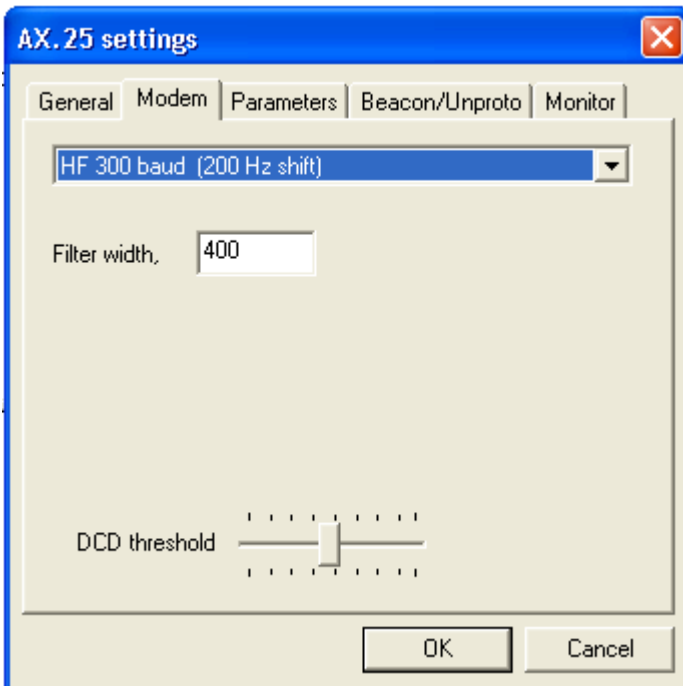 AX.25 settings
General Modem Parameters Beacon/Unproto Monitor
HF 300 baud (200 Hz shift)
Filter width, 400
DCD threshold
OK Cancel